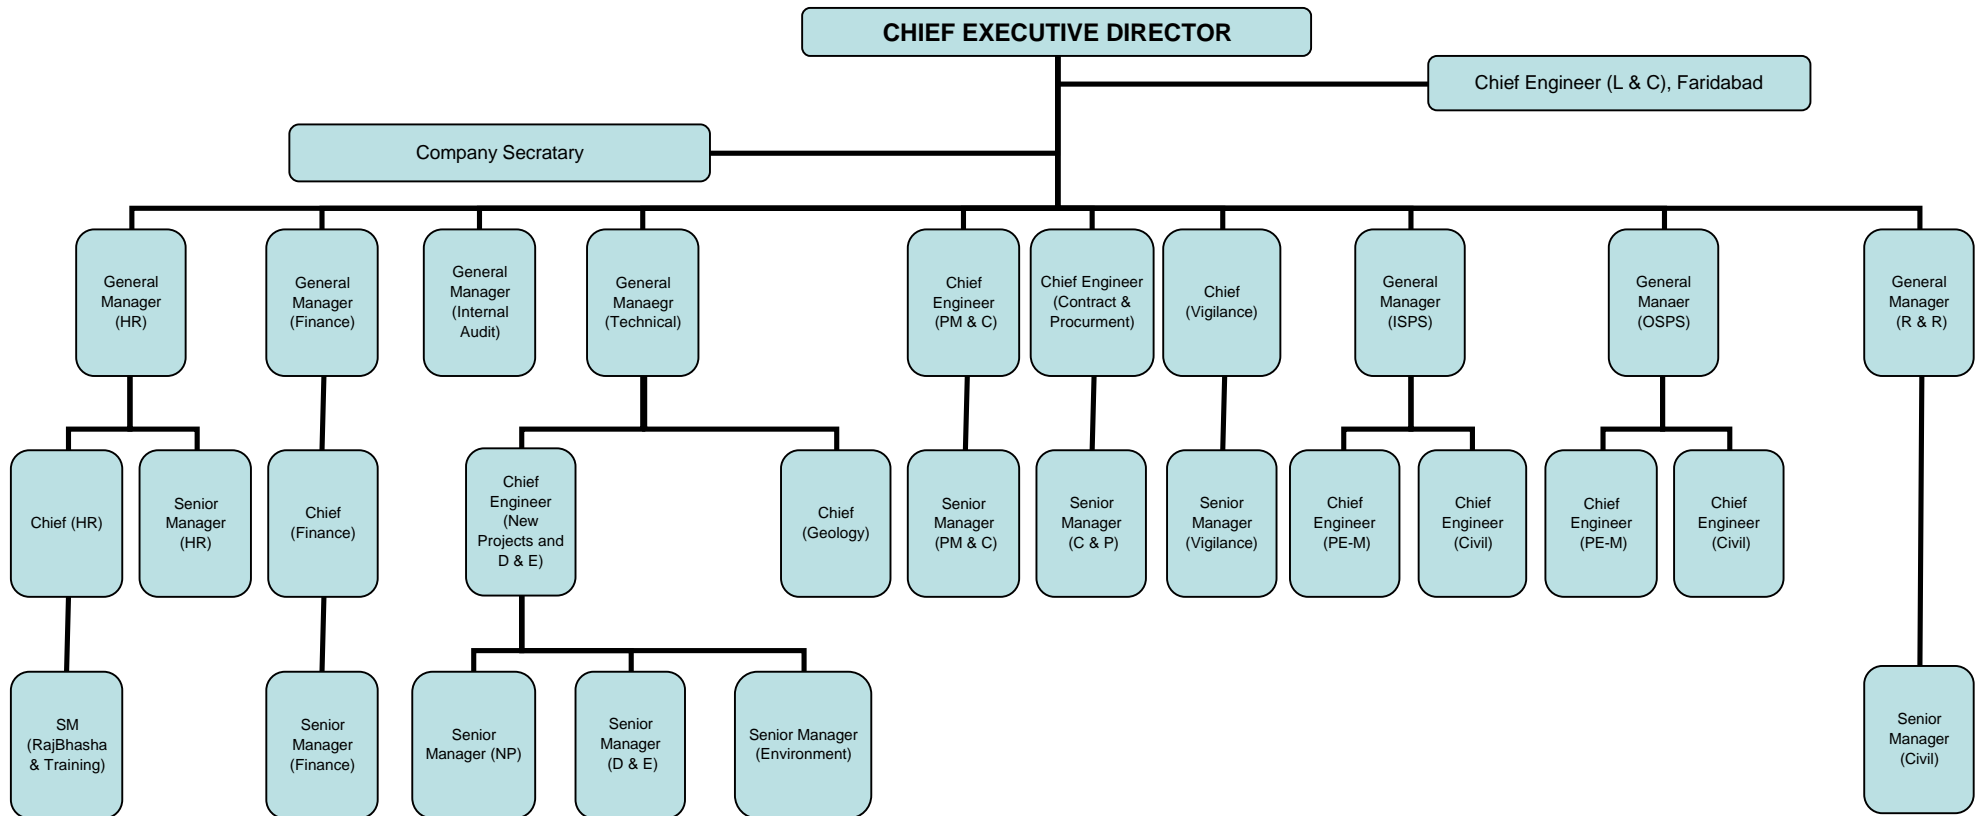 CHIEF EXECUTIVE DIRECTOR
Chief Engineer (L & C), Faridabad
Company Secratary
General
Manager
(HR)
General
Manager
(Finance)
General
Manager
(Internal
Audit)
General
Manaegr
(Technical)
Chief
Engineer
(PM & C)
Chief Engineer
(Contract &
Procurment)
Chief
(Vigilance)
General
Manager
(ISPS)
General
Manaer
(OSPS)
General
Manager
(R & R)
Chief (HR)
Senior
Manager
(HR)
Chief
(Finance)
Chief
Engineer
(New
Projects and
D & E)
Chief
(Geology)
Senior
Manager
(PM & C)
Senior
Manager
(C & P)
Senior
Manager
(Vigilance)
Chief
Engineer
(PE-M)
Chief
Engineer
(Civil)
Chief
Engineer
(PE-M)
Chief
Engineer
(Civil)
SM
(RajBhasha
& Training)
Senior
Manager
(Finance)
Senior
Manager (NP)
Senior
Manager
(D & E)
Senior Manager
(Environment)
Senior
Manager
(Civil)